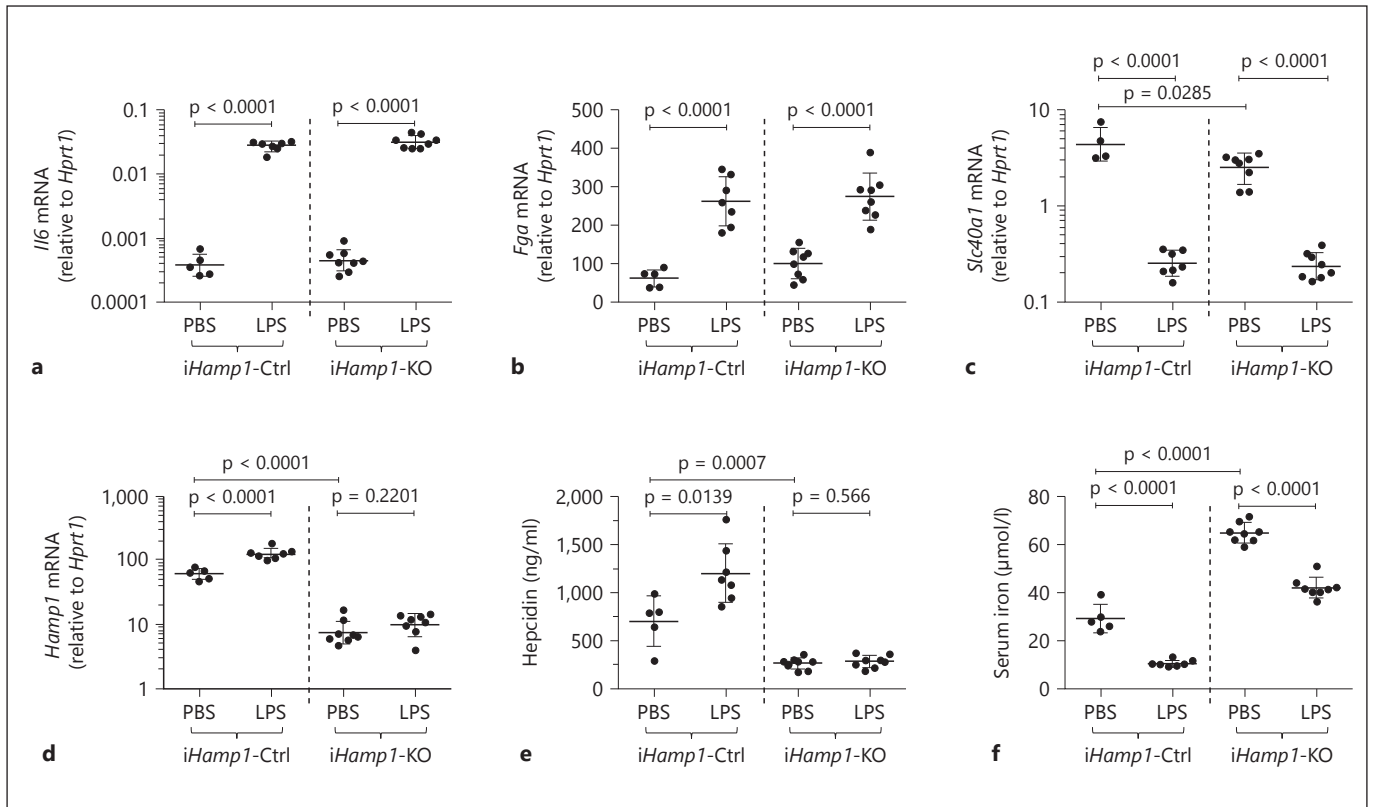 p < 0.0001
p < 0.0001
0.1
0.01
0.001
0.0001
Il6 mRNA
(relative to Hprt1)
PBS LPS PBS LPS
iHamp1-Ctrl iHamp1-KO
a
p < 0.0001
p < 0.0001
500
400
300
200
100
0
Fga mRNA
(relative to Hprt1)
PBS LPS PBS LPS
iHamp1-Ctrl iHamp1-KO
b
p < 0.0001
p < 0.0001
p = 0.0285
10
1
0.1
Slc40a1 mRNA
(relative to Hprt1)
PBS LPS PBS LPS
iHamp1-Ctrl iHamp1-KO
c
p < 0.0001
p < 0.0001
p = 0.2201
1,000
100
10
1
Hamp1 mRNA
(relative to Hprt1)
PBS LPS PBS LPS
iHamp1-Ctrl iHamp1-KO
d
p = 0.0007
p = 0.0139
p = 0.566
2,000
1,500
1,000
500
0
Hepcidin (ng/ml)
PBS LPS PBS LPS
iHamp1-Ctrl iHamp1-KO
e
p < 0.0001
p < 0.0001
p < 0.0001
80
60
40
20
0
Serum iron (µmol/l)
PBS LPS PBS LPS
iHamp1-Ctrl iHamp1-KO
f